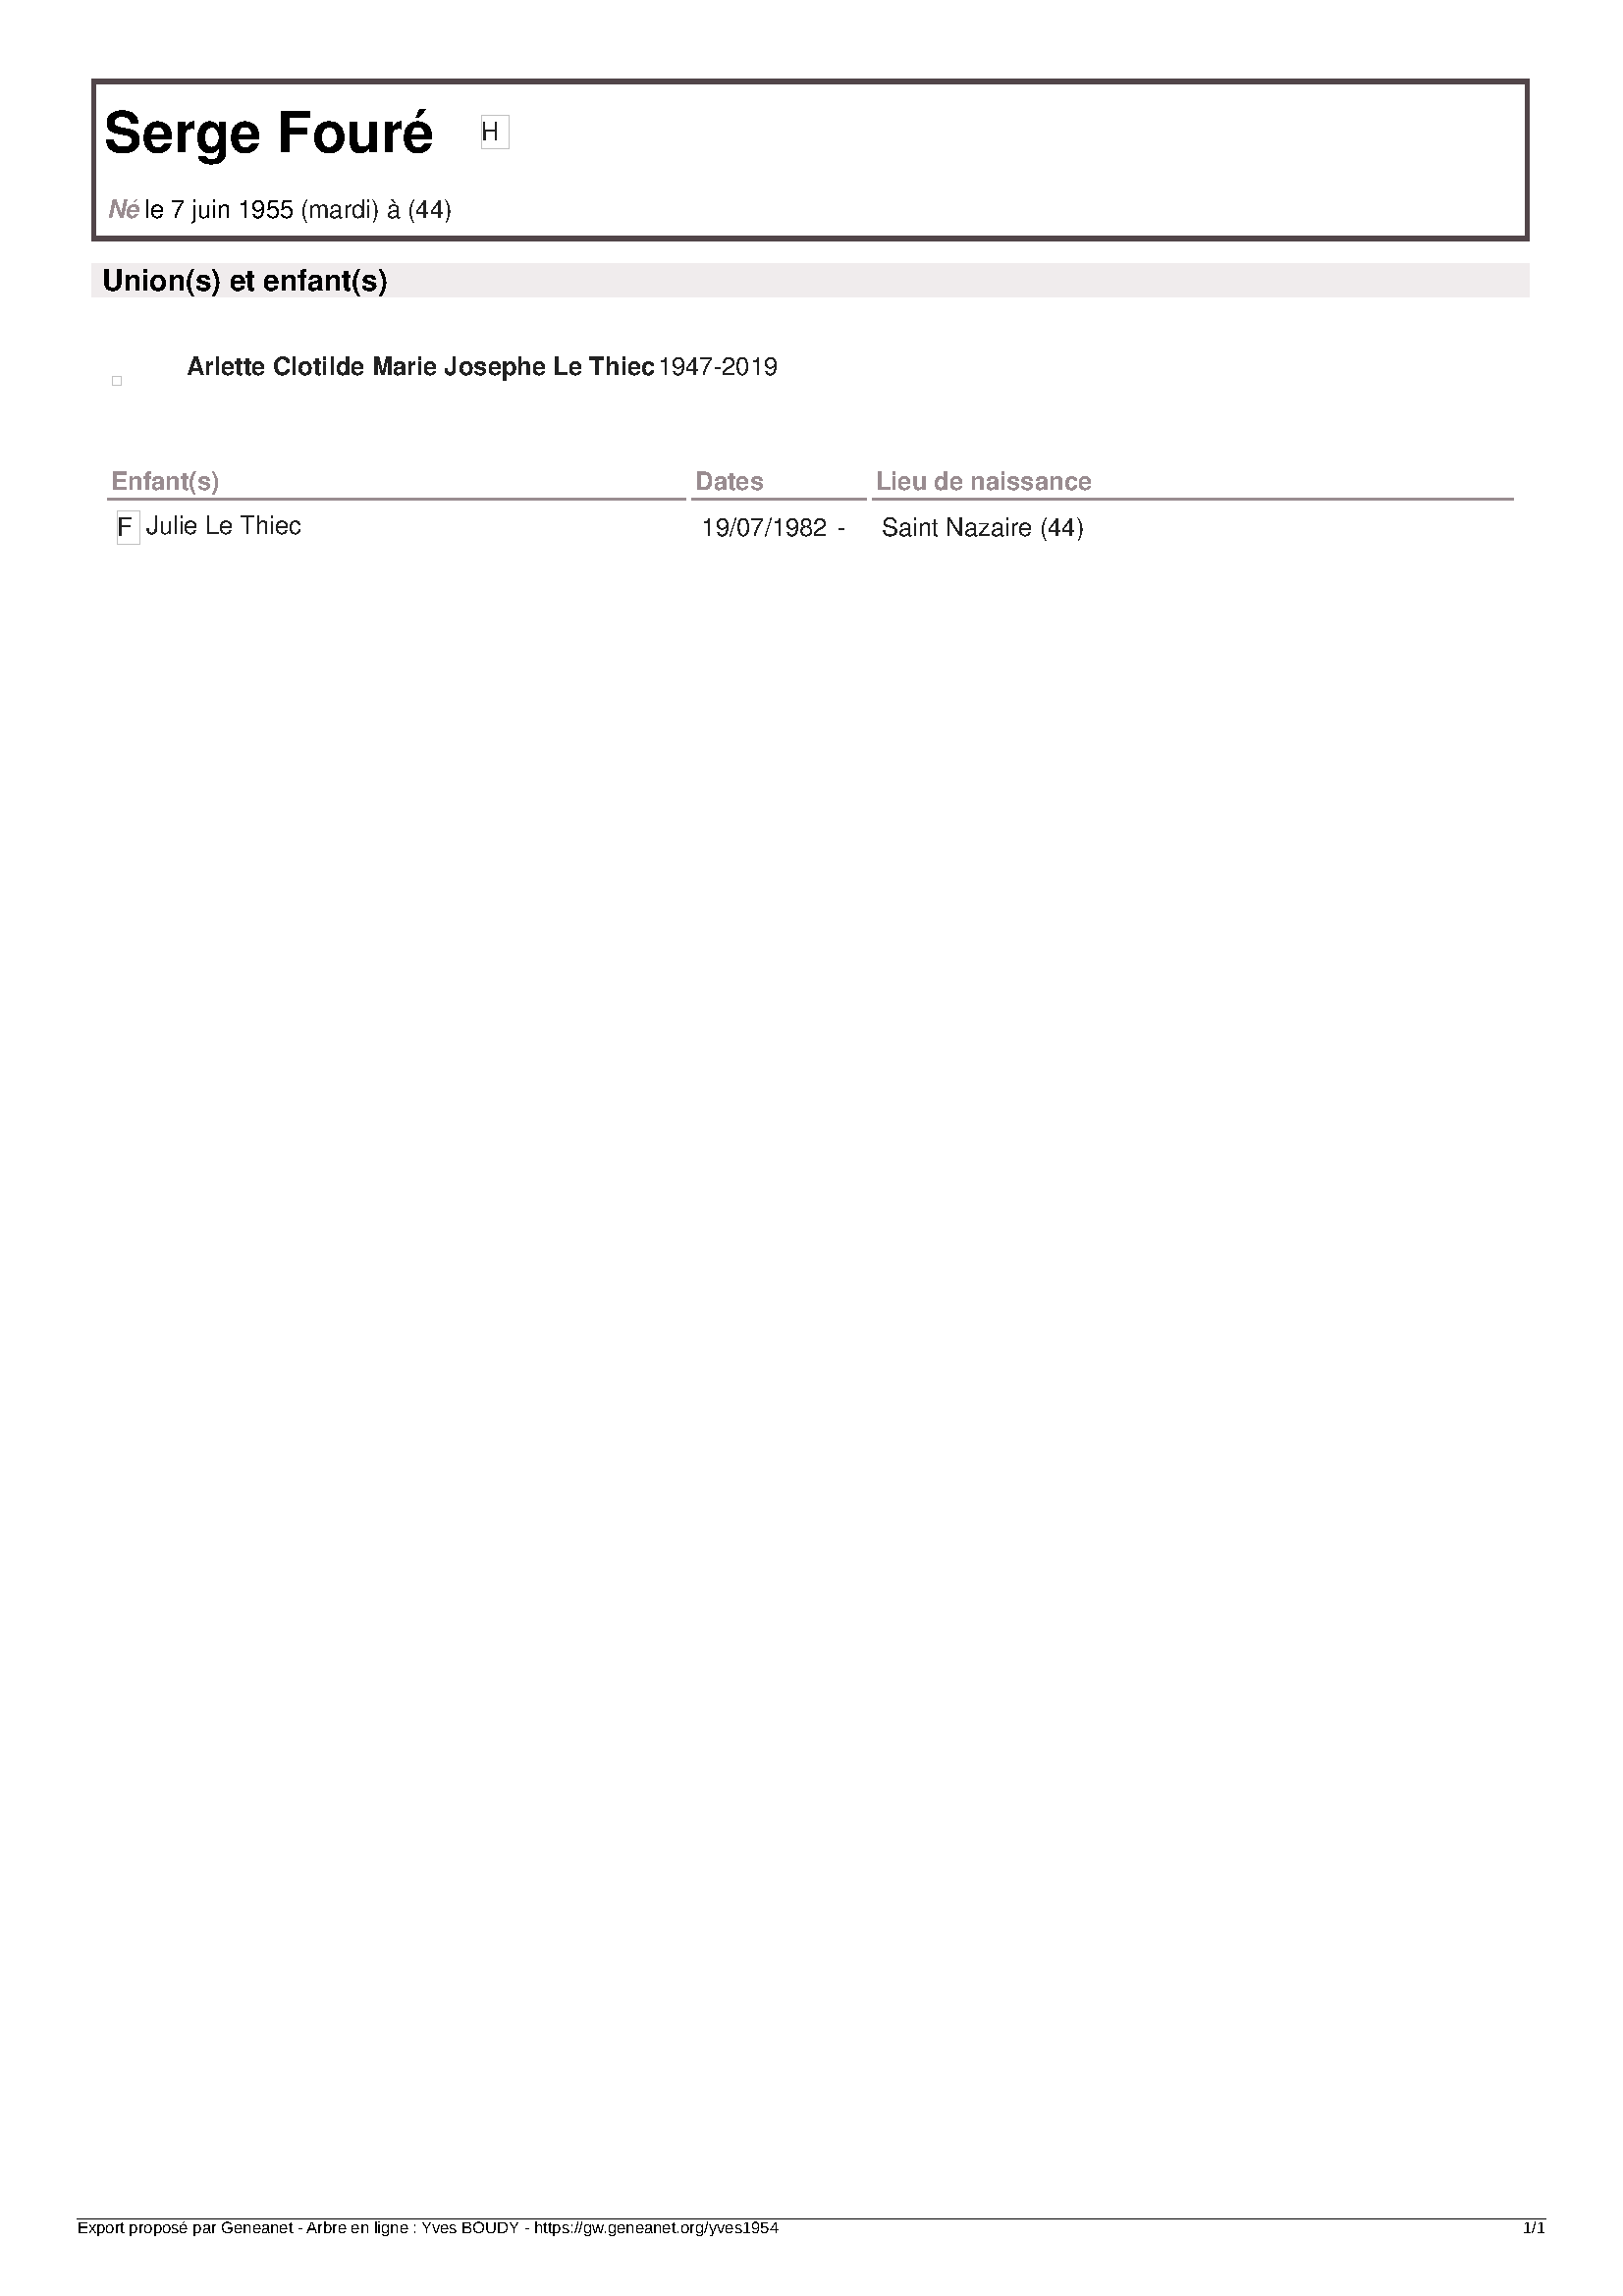 Serge Fouré H
Né le 7 juin 1955 (mardi) à (44)
Union(s) et enfant(s)
Arlette Clotilde Marie Josephe Le Thiec 1947-2019
Enfant(s) Dates Lieu de naissance
F Julie Le Thiec 19/07/1982 - Saint Nazaire (44)
Export proposé par Geneanet - Arbre en ligne : Yves BOUDY - https://gw.geneanet.org/yves1954 1/1